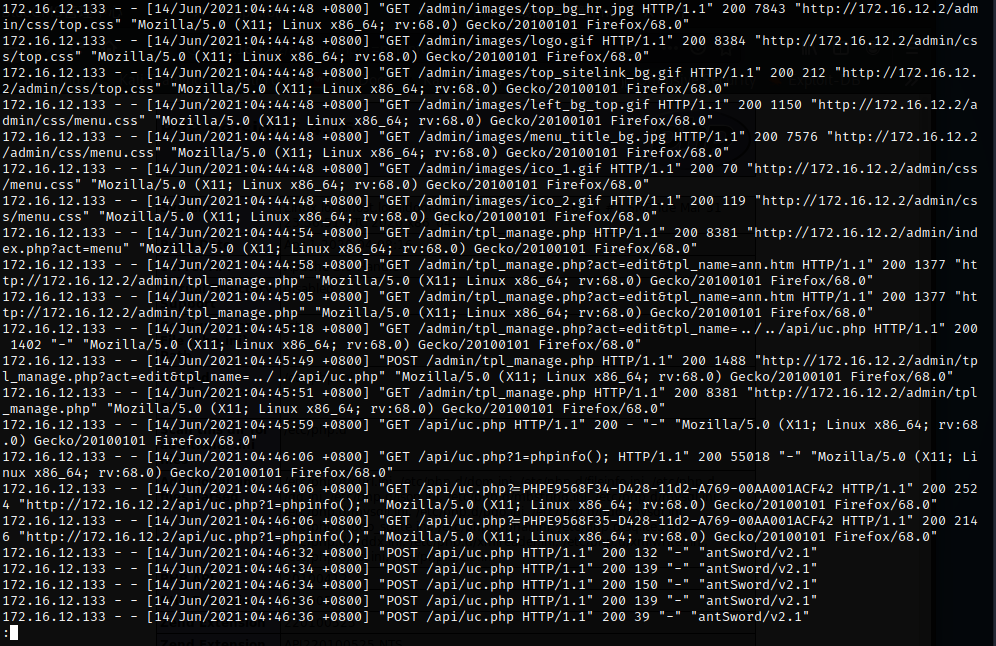 172.16.12.133 - - [14/Jun/2021:04:44:48 +0800] "GET /admin/images/top_bg_hr.jpg HTTP/1.1" 200 7843 "http://172.16.12.2/adm
in/css/top.css" "Mozilla/5.0 (X11; Linux x86_64; rv:68.0) Gecko/20100101 Firefox/68.0"
172.16.12.133 - - [14/Jun/2021:04:44:48 +0800] "GET /admin/images/logo.gif HTTP/1.1" 200 8384 "http://172.16.12.2/admin/cs
s/top.css" "Mozilla/5.0 (X11; Linux x86_64; rv:68.0) Gecko/20100101 Firefox/68.0"
172.16.12.133 - - [14/Jun/2021:04:44:48 +0800] "GET /admin/images/top_sitelink_bg.gif HTTP/1.1" 200 212 "http://172.16.12.
2/admin/css/top.css" "Mozilla/5.0 (X11; Linux x86_64; rv:68.0) Gecko/20100101 Firefox/68.0"
172.16.12.133 - - [14/Jun/2021:04:44:48 +0800] "GET /admin/images/left_bg_top.gif HTTP/1.1" 200 1150 "http://172.16.12.2/a
dmin/css/menu.css" "Mozilla/5.0 (X11; Linux x86_64; rv:68.0) Gecko/20100101 Firefox/68.0"
172.16.12.133 - - [14/Jun/2021:04:44:48 +0800] "GET /admin/images/menu_title_bg.jpg HTTP/1.1" 200 7576 "http://172.16.12.2
/admin/css/menu.css" "Mozilla/5.0 (X11; Linux x86_64; rv:68.0) Gecko/20100101 Firefox/68.0"
172.16.12.133 - - [14/Jun/2021:04:44:48 +0800] "GET /admin/images/ico_1.gif HTTP/1.1" 200 70 "http://172.16.12.2/admin/css
/menu.css" "Mozilla/5.0 (X11; Linux x86_64; rv:68.0) Gecko/20100101 Firefox/68.0"
172.16.12.133 - - [14/Jun/2021:04:44:48 +0800] "GET /admin/images/ico_2.gif HTTP/1.1" 200 119 "http://172.16.12.2/admin/cs
s/menu.css" "Mozilla/5.0 (X11; Linux x86_64; rv:68.0) Gecko/20100101 Firefox/68.0"
172.16.12.133 - - [14/Jun/2021:04:44:54 +0800] "GET /admin/tpl_manage.php HTTP/1.1" 200 8381 "http://172.16.12.2/admin/ind
ex.php?act=menu" "Mozilla/5.0 (X11; Linux x86_64; rv:68.0) Gecko/20100101 Firefox/68.0"
172.16.12.133 - - [14/Jun/2021:04:44:58 +0800] "GET /admin/tpl_manage.php?act=edit&tpl_name=ann.htm HTTP/1.1" 200 1377 "ht
tp://172.16.12.2/admin/tpl_manage.php" "Mozilla/5.0 (X11; Linux x86_64; rv:68.0) Gecko/20100101 Firefox/68.0"
172.16.12.133 - - [14/Jun/2021:04:45:05 +0800] "GET /admin/tpl_manage.php?act=edit&tpl_name=ann.htm HTTP/1.1" 200 1377 "ht
tp://172.16.12.2/admin/tpl_manage.php" "Mozilla/5.0 (X11; Linux x86_64; rv:68.0) Gecko/20100101 Firefox/68.0"
172.16.12.133 - - [14/Jun/2021:04:45:18 +0800] "GET /admin/tpl_manage.php?act=edit&tpl_name=../../api/uc.php HTTP/1.1" 200
 1402 "-" "Mozilla/5.0 (X11; Linux x86_64; rv:68.0) Gecko/20100101 Firefox/68.0"
172.16.12.133 - - [14/Jun/2021:04:45:49 +0800] "POST /admin/tpl_manage.php HTTP/1.1" 200 1488 "http://172.16.12.2/admin/tp
l_manage.php?act=edit&tpl_name=../../api/uc.php" "Mozilla/5.0 (X11; Linux x86_64; rv:68.0) Gecko/20100101 Firefox/68.0"
172.16.12.133 - - [14/Jun/2021:04:45:51 +0800] "GET /admin/tpl_manage.php HTTP/1.1" 200 8381 "http://172.16.12.2/admin/tpl
_manage.php" "Mozilla/5.0 (X11; Linux x86_64; rv:68.0) Gecko/20100101 Firefox/68.0"
172.16.12.133 - - [14/Jun/2021:04:45:59 +0800] "GET /api/uc.php HTTP/1.1" 200 - "-" "Mozilla/5.0 (X11; Linux x86_64; rv:68
.0) Gecko/20100101 Firefox/68.0"
172.16.12.133 - - [14/Jun/2021:04:46:06 +0800] "GET /api/uc.php?1=phpinfo(); HTTP/1.1" 200 55018 "-" "Mozilla/5.0 (X11; Li
nux x86_64; rv:68.0) Gecko/20100101 Firefox/68.0"
172.16.12.133 - - [14/Jun/2021:04:46:06 +0800] "GET /api/uc.php?=PHPE9568F34-D428-11d2-A769-00AA001ACF42 HTTP/1.1" 200 252
4 "http://172.16.12.2/api/uc.php?1=phpinfo();" "Mozilla/5.0 (X11; Linux x86_64; rv:68.0) Gecko/20100101 Firefox/68.0"
172.16.12.133 - - [14/Jun/2021:04:46:06 +0800] "GET /api/uc.php?=PHPE9568F35-D428-11d2-A769-00AA001ACF42 HTTP/1.1" 200 214
6 "http://172.16.12.2/api/uc.php?1=phpinfo();" "Mozilla/5.0 (X11; Linux x86_64; rv:68.0) Gecko/20100101 Firefox/68.0"
172.16.12.133 - - [14/Jun/2021:04:46:32 +0800] "POST /api/uc.php HTTP/1.1" 200 132 "-" "antSword/v2.1"
172.16.12.133 - - [14/Jun/2021:04:46:34 +0800] "POST /api/uc.php HTTP/1.1" 200 139 "-" "antSword/v2.1"
172.16.12.133 - - [14/Jun/2021:04:46:34 +0800] "POST /api/uc.php HTTP/1.1" 200 150 "-" "antSword/v2.1"
172.16.12.133 - - [14/Jun/2021:04:46:36 +0800] "POST /api/uc.php HTTP/1.1" 200 139 "-" "antSword/v2.1"
172.16.12.133 - - [14/Jun/2021:04:46:36 +0800] "POST /api/uc.php HTTP/1.1" 200 39 "-" "antSword/v2.1"
: